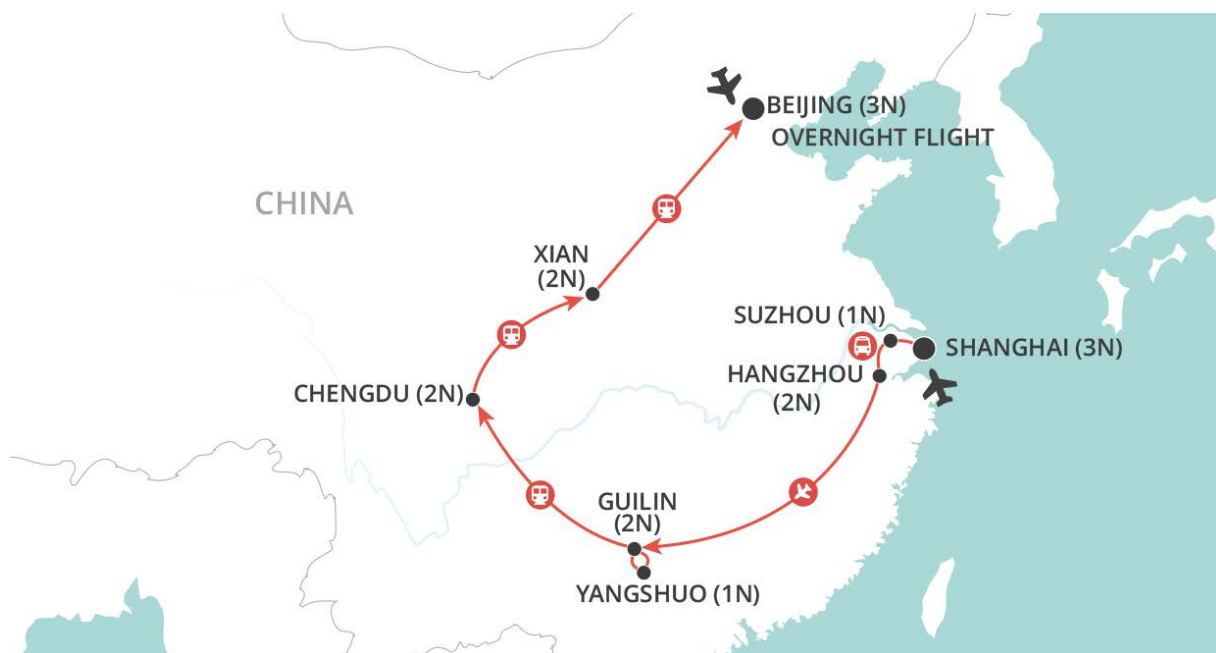 BEIJING (3N)
OVERNIGHT FLIGHT
CHINA
XIAN
(2N)
SUZHOU (1N)
SHANGHAI (3N)
HANGZHOU
(2N)
CHENGDU (2N)
GUILIN
(2N)
YANGSHUO (1N)